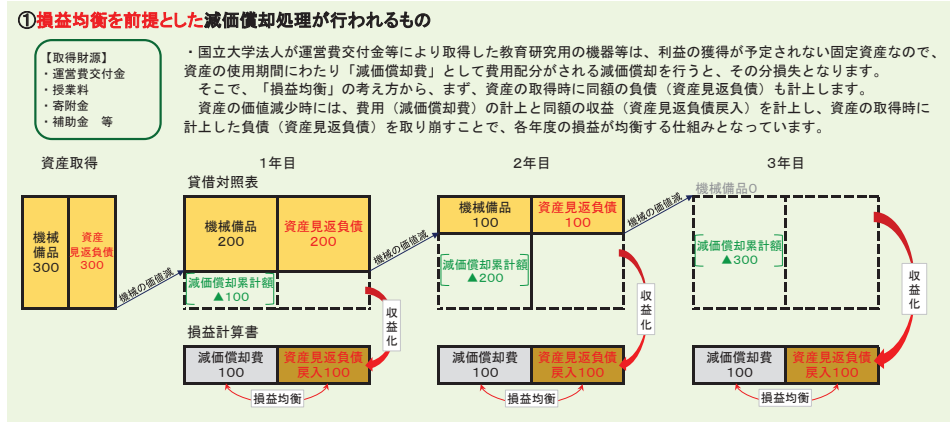 ①損益均衡を前提とした減価償却処理が行われるもの
【取得財源】
・運営費交付金
・授業料
・寄附金
・補助金　等
・国立大学法人が運営費交付金等により取得した教育研究用の機器等は、利益の獲得が予定されない固定資産なので、
資産の使用期間にわたり「減価償却費」として費用配分がされる減価償却を行うと、その分損失となります。
そこで、「損益均衡」の考え方から、まず、資産の取得時に同額の負債（資産見返負債）も計上します。
資産の価値減少時には、費用（減価償却費）の計上と同額の収益（資産見返負債戻入）を計上し、資産の取得時に
計上した負債（資産見返負債）を取り崩すことで、各年度の損益が均衡する仕組みとなっています。
資産取得
機械
備品
300
資産
見返負債
300
機械の価値減
1年目
貸借対照表
機械備品
200
資産見返負債
200
減価償却累計額
▲100
収益化
損益計算書
減価償却費
100
資産見返負債
戻入100
損益均衡
機械の価値減
2年目
機械備品
100
資産見返負債
100
減価償却累計額
▲200
収益化
減価償却費
100
資産見返負債
戻入100
損益均衡
機械の価値減
3年目
機械備品0
減価償却累計額
▲300
収益化
減価償却費
100
資産見返負債
戻入100
損益均衡